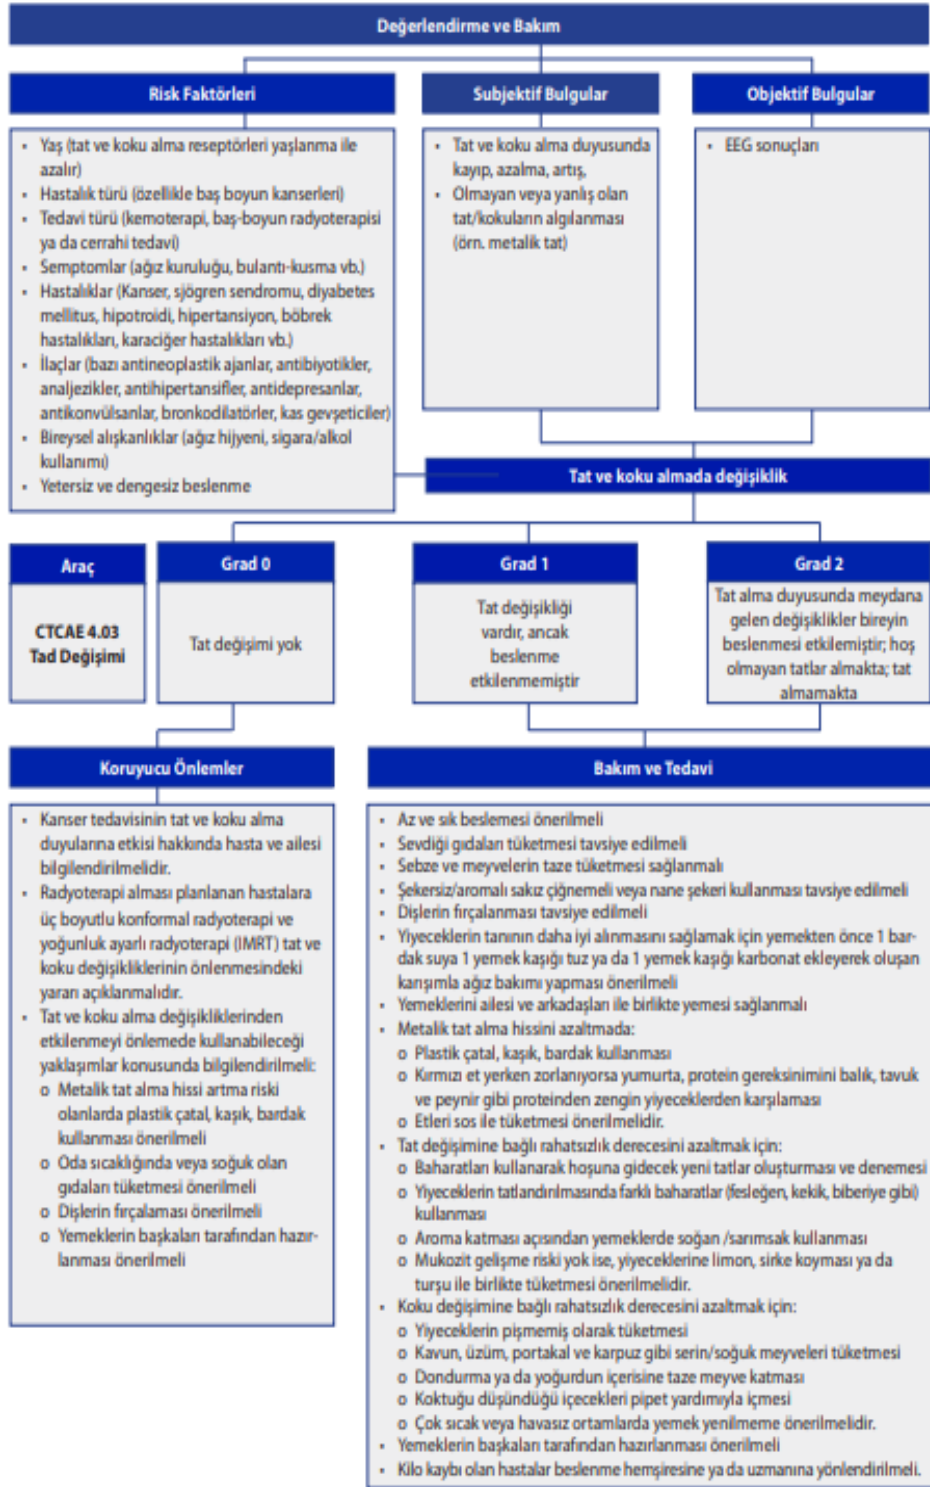 Değerlendirme ve Bakım
Risk Faktörleri
• Yaş (tat ve koku alma reseptörleri yaşlanma ile
azalır)
• Hastalık türü (özellikle baş boyun kanserleri)
• Tedavi türü (kemoterapi, baş-boyun radyoterapisi
ya da cerrahi tedavi)
• Semptomlar (ağız kuruluğu, bulantı-kusma vb.)
• Hastalıklar (Kanser, sjögren sendromu, diyabetes
mellitus, hipotroidi, hipertansiyon, böbrek
hastalıkları, karaciğer hastalıkları vb.)
• İlaçlar (bazı antineoplastik ajanlar, antibiyotikler,
analjezikler, antihipertansifler, antidepresanlar,
antikonvülsanlar, bronkodilatörler, kas gevşeticiler)
• Bireysel alışkanlıklar (ağız hijyeni, sigara/alkol
kullanımı)
• Yetersiz ve dengesiz beslenme
Subjektif Bulgular
• Tat ve koku alma duyusunda
kayıp, azalma, artış,
• Olmayan veya yanlış olan
tat/kokuların algılanması
(örn. metalik tat)
Objektif Bulgular
• EEG sonuçları
Tat ve koku almada değişiklik
Araç
CTCAE 4.03
Tad Değişimi
Grad 0
Tat değişimi yok
Grad 1
Tat değişikliği
vardır, ancak
beslenme
etkilenmemiştir
Grad 2
Tat alma duyusunda meydana
gelen değişiklikler bireyin
beslenmesi etkilemiştir; hoş
olmayan tatlar almakta; tat
almamakta
Koruyucu Önlemler
• Kanser tedavisinin tat ve koku alma
duyularına etkisi hakkında hasta ve ailesi
bilgilendirilmelidir.
• Radyoterapi alması planlanan hastalara
üç boyutlu konformal radyoterapi ve
yoğunluk ayarlı radyoterapi (IMRT) tat ve
koku değişikliklerinin önlenmesindeki
yararı açıklanmalıdır.
• Tat ve koku alma değişikliklerinden
etkilenmeyi önlemede kullanabileceği
yaklaşımlar konusunda bilgilendirilmeli:
o Metalik tat alma hissi artma riski
olanlarda plastik çatal, kaşık, bardak
kullanması önerilmeli
o Oda sıcaklığında veya soğuk olan
gıdaları tüketmesi önerilmeli
o Dişlerin fırçalaması önerilmeli
o Yemeklerin başkaları tarafından hazır-
lanması önerilmeli
Bakım ve Tedavi
• Az ve sık beslemesi önerilmeli
• Sevdiği gıdaları tüketmesi tavsiye edilmeli
• Sebze ve meyvelerin taze tüketmesi sağlanmalı
• Şekersiz/aromalı sakız çiğnemeli veya nane şekeri kullanması tavsiye edilmeli
• Dişlerin fırçalanması tavsiye edilmeli
• Yiyeceklerin tanının daha iyi alınmasını sağlamak için yemekten önce 1 bar-
dak suya 1 yemek kaşığı tuz ya da 1 yemek kaşığı karbonat ekleyerek oluşan
karışımla ağız bakımı yapması önerilmeli
• Yemeklerini ailesi ve arkadaşları ile birlikte yemesi sağlanmalı
• Metalik tat alma hissini azaltmada:
o Plastik çatal, kaşık, bardak kullanması
o Kırmızı et yerken zorlanıyorsa yumurta, protein gereksinimini balık, tavuk
ve peynir gibi proteinden zengin yiyeceklerden karşılaması
o Etleri sos ile tüketmesi önerilmelidir.
• Tat değişimine bağlı rahatsızlık derecesini azaltmak için:
o Baharatları kullanarak hoşuna gidecek yeni tatlar oluşturması ve denemesi
o Yiyeceklerin tatlandırılmasında farklı baharatlar (fesleğen, kekik, biberiye gibi)
kullanması
o Aroma katması açısından yemeklerde soğan /sarımsak kullanması
o Mukozit gelişme riski yok ise, yiyeceklerine limon, sirke koyması ya da
turşu ile birlikte tüketmesi önerilmelidir.
• Koku değişimine bağlı rahatsızlık derecesini azaltmak için:
o Yiyeceklerin pişmemiş olarak tüketmesi
o Kavun, üzüm, portakal ve karpuz gibi serin/soğuk meyveleri tüketmesi
o Dondurma ya da yoğurdun içerisine taze meyve katması
o Koktuğu düşündüğü içecekleri pipet yardımıyla içmesi
o Çok sıcak veya havasız ortamlarda yemek yenilmeme önerilmelidir.
• Yemeklerin başkaları tarafından hazırlanması önerilmeli
• Kilo kaybı olan hastalar beslenme hemşiresine ya da uzmanına yönlendirilmeli.